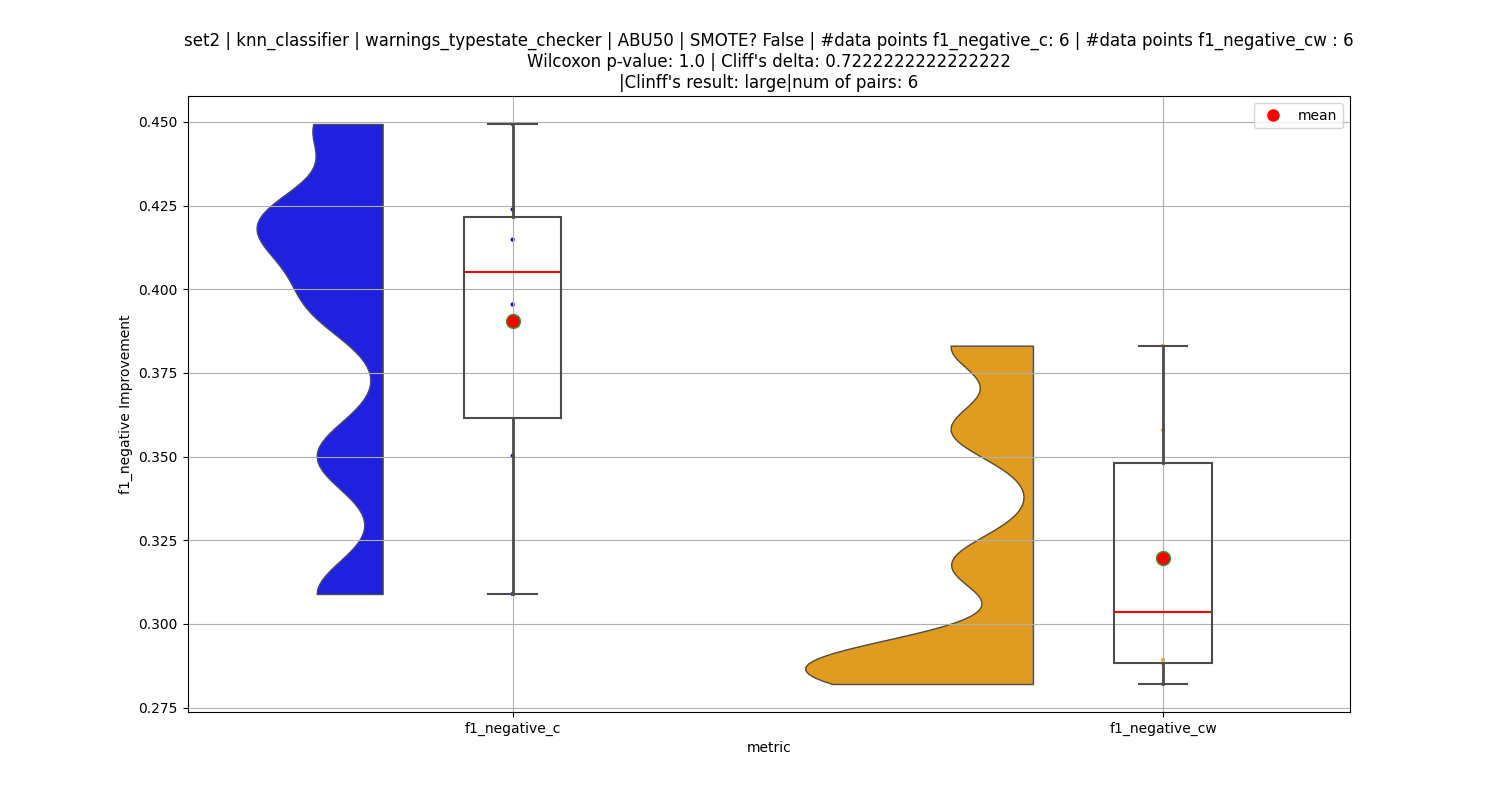 set2 | knn_classifier | warnings_typestate_checker | ABU50 | SMOTE? False | #data points f1_negative_c: 6 | #data points f1_negative_cw : 6
Wilcoxon p-value: 1.0 | Cliff's delta: 0.7222222222222222
|Clinff's result: large|num of pairs: 6
mean
0.450
0.425
0.400
0.375
0.350
0.325
0.300
0.275
f1_negative Improvement
f1_negative_c
f1_negative_cw
metric